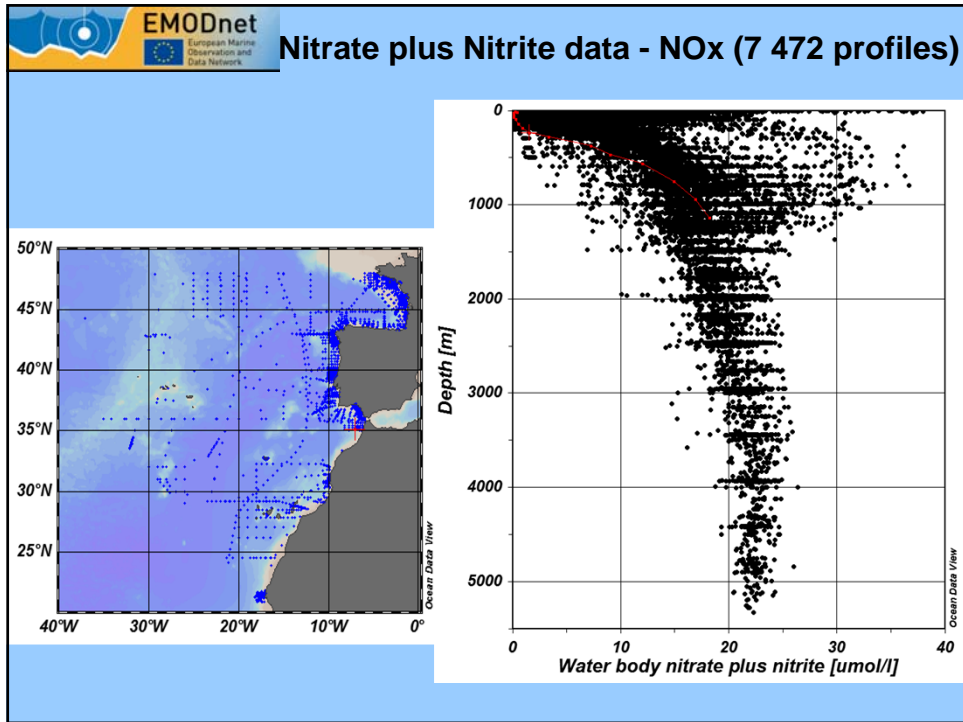 EMODnet
European Marine
Observation and
Data Network
Nitrate plus Nitrite data - NOx (7 472 profiles)
50°N
45°N
40°N
35°N
30°N
25°N
40°W
30°W
20°W
10°W
0°
Ocean Data View
0
1000
2000
3000
4000
5000
Depth [m]
0
10
20
30
40
Water body nitrate plus nitrite [umol/l]
Ocean Data View